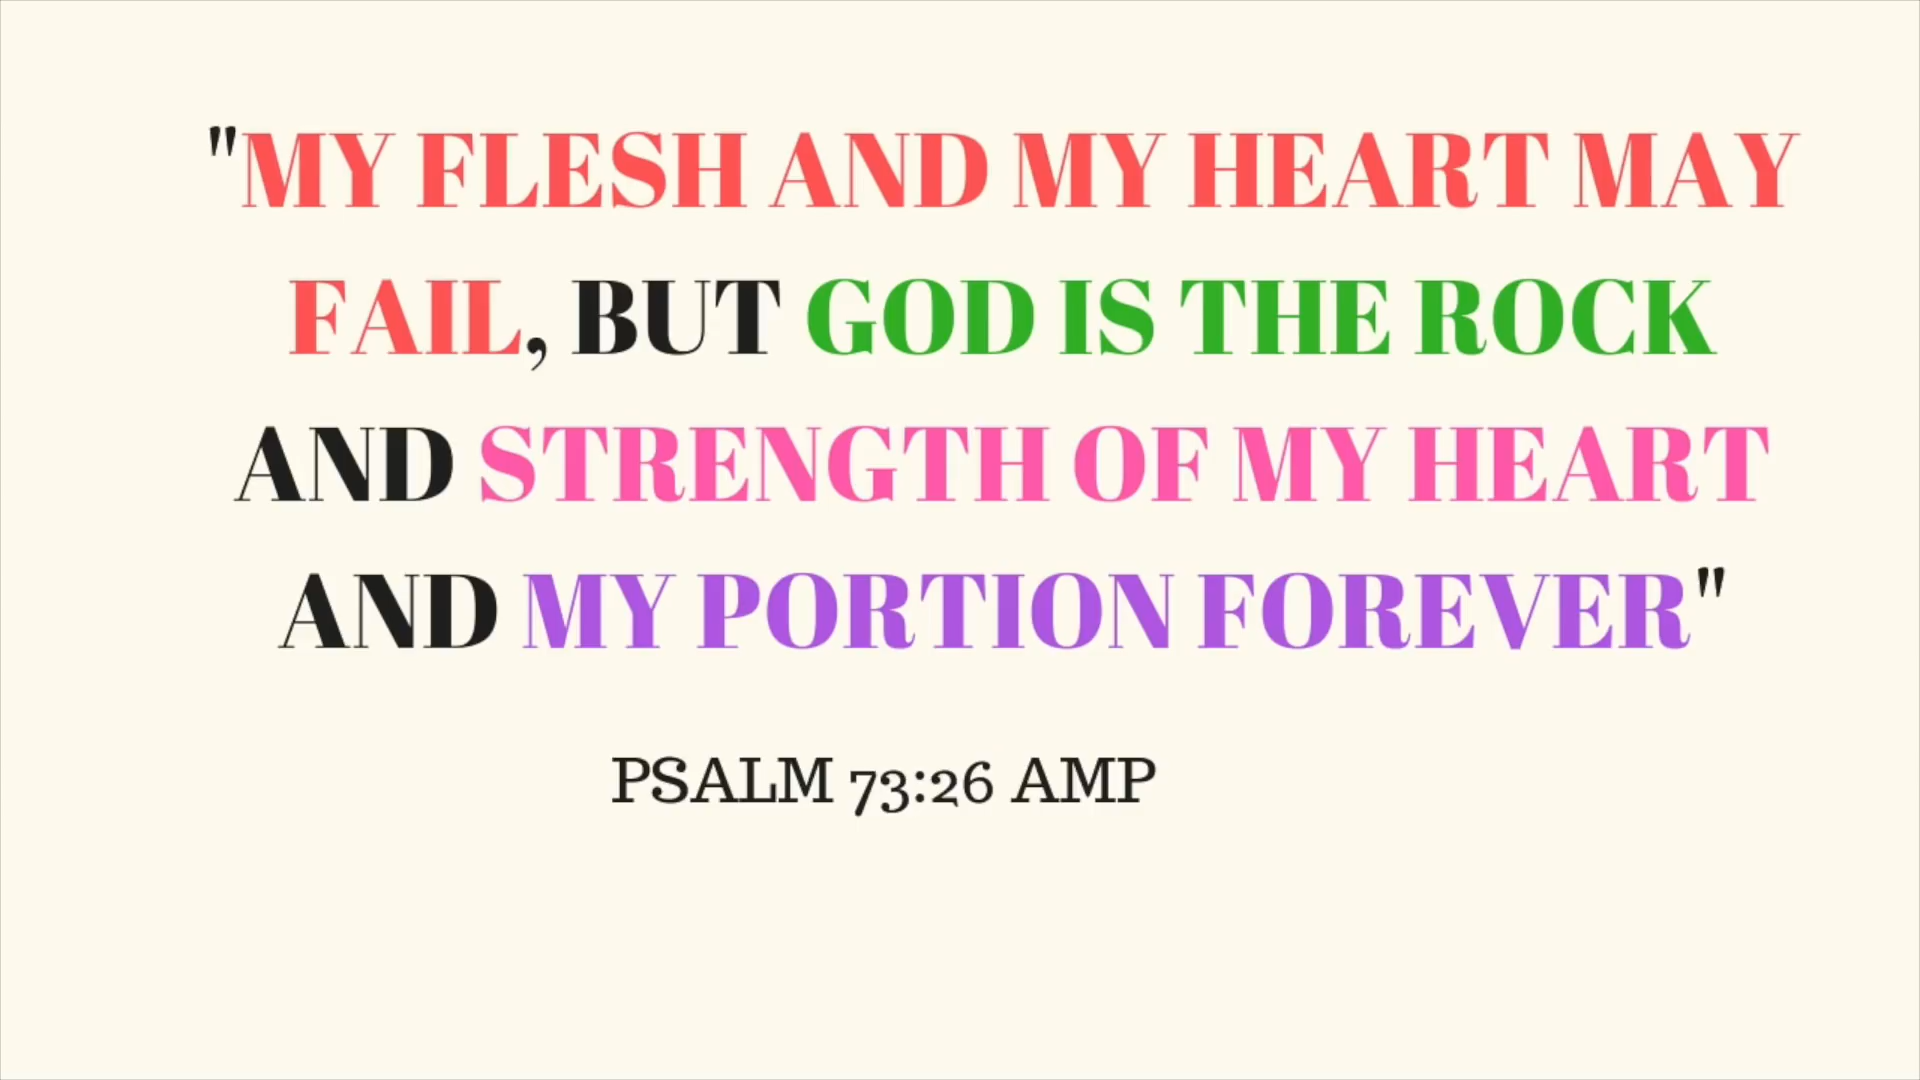 "MY FLESH AND MY HEART MAY
FAIL, BUT GOD IS THE ROCK
AND STRENGTH OF MY HEART
AND MY PORTION FOREVER"
PSALM 73:26 AMP